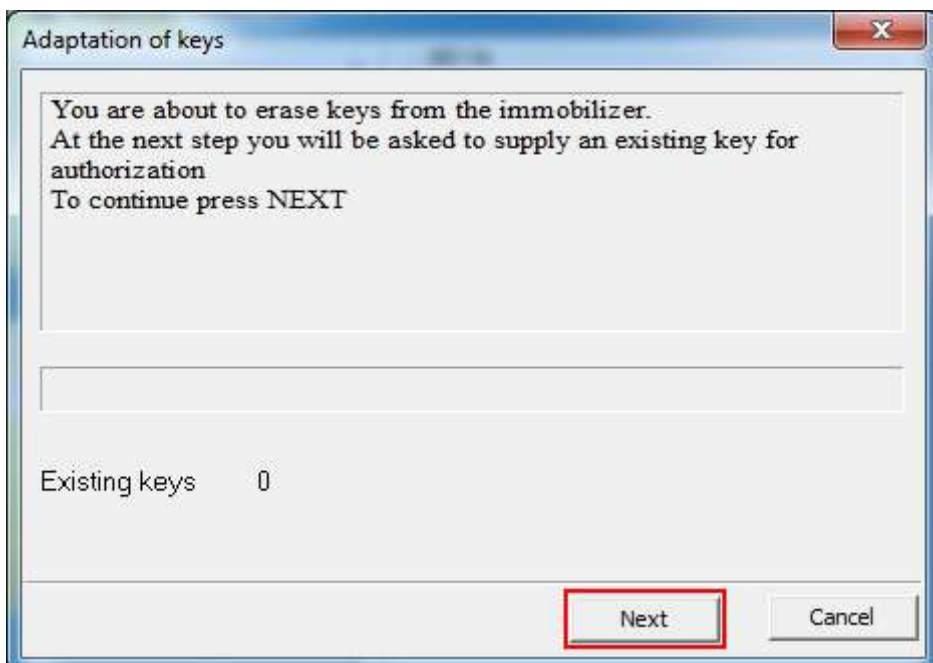 Adaptation of keys
You are about to erase keys from the immobilizer.
At the next step you will be asked to supply an existing key for
authorization
To continue press NEXT
Existing keys 0
Next Cancel